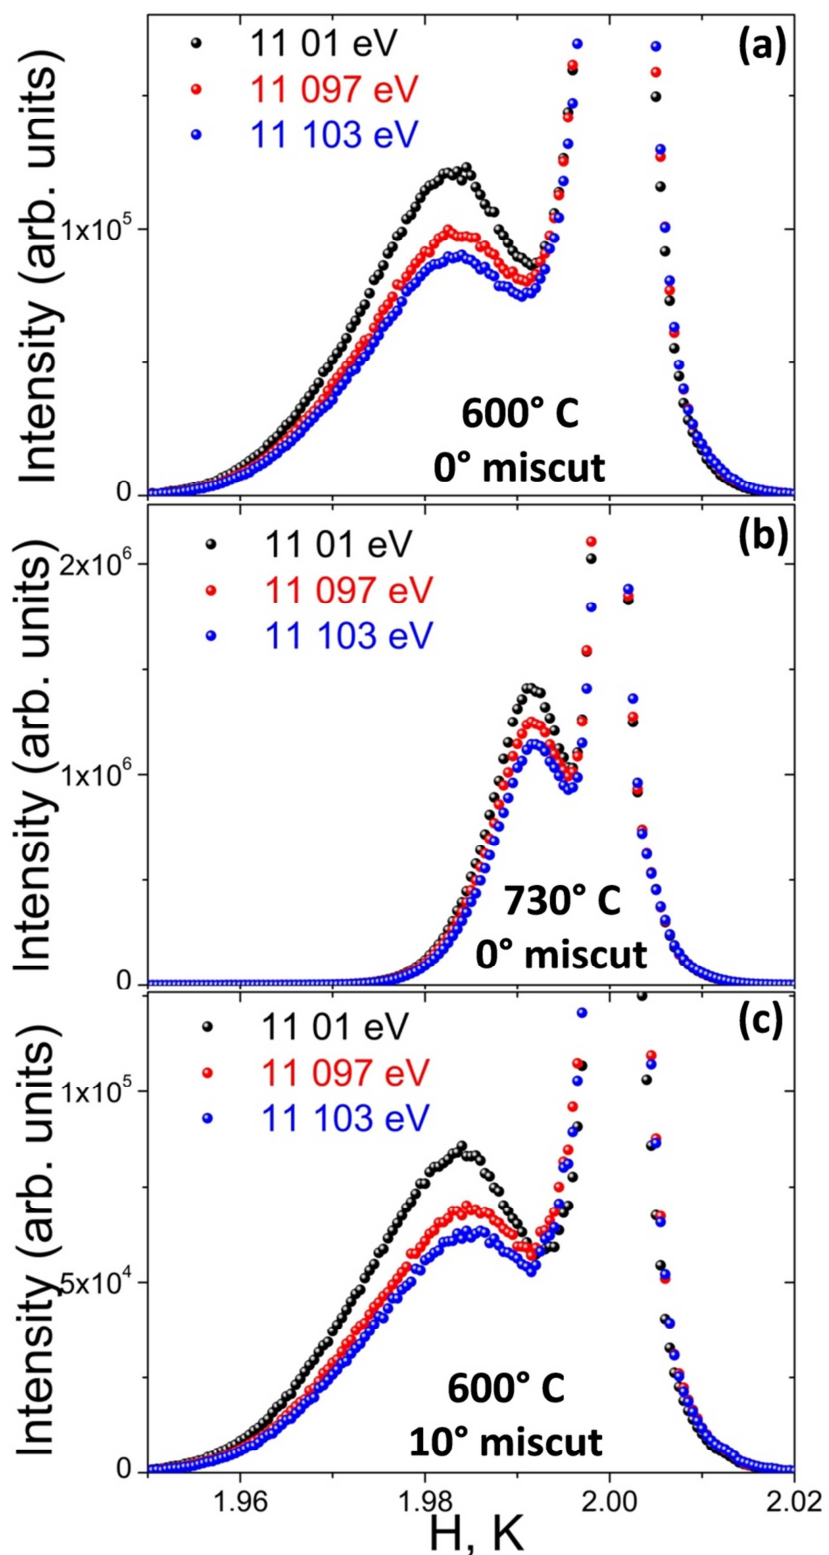 (a)
11 01 eV
11 097 eV
11 103 eV
Intensity (arb. units)
1x10⁵
0
600° C
0° miscut
(b)
11 01 eV
11 097 eV
11 103 eV
Intensity (arb. units)
2x10⁶
1x10⁶
0
730° C
0° miscut
(c)
11 01 eV
11 097 eV
11 103 eV
Intensity (arb. units)
1x10⁵
5x10⁴
0
600° C
10° miscut
1.96 1.98 2.00 2.02
H, K